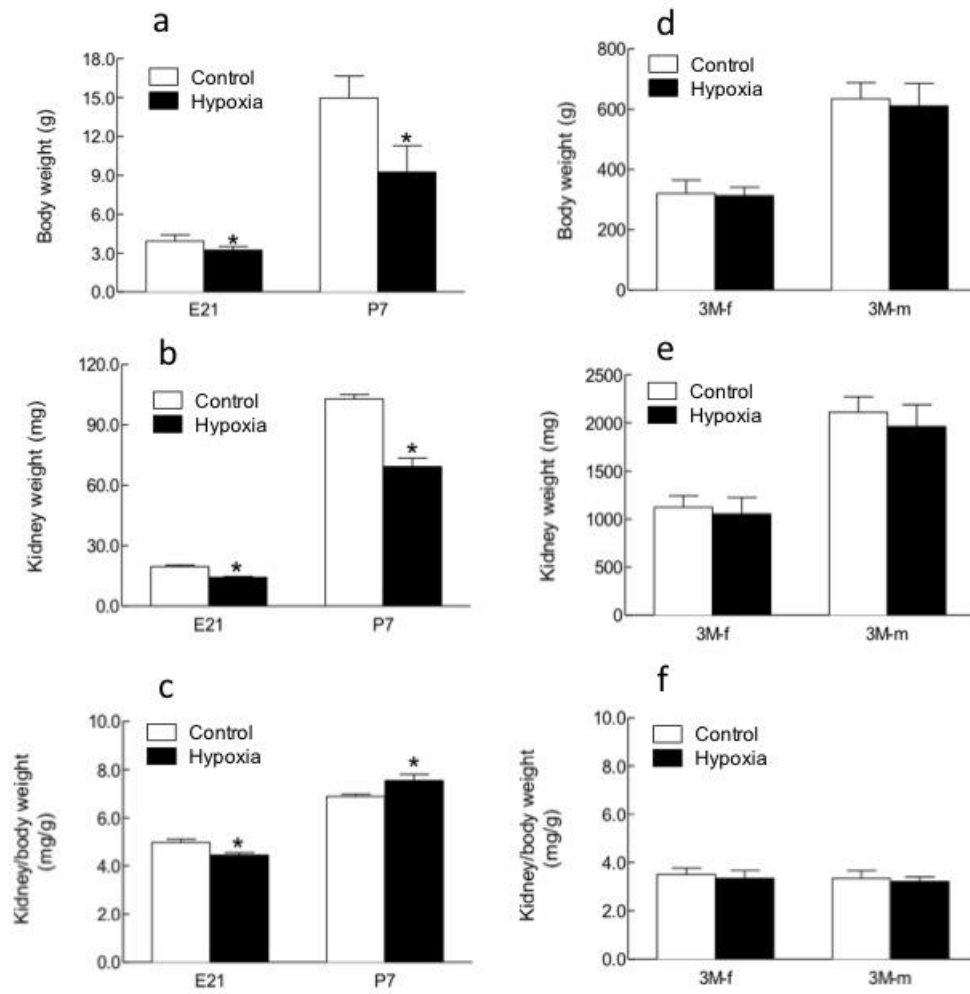 a
18.0
15.0
12.0
9.0
6.0
3.0
0.0
Body weight (g)
Control
Hypoxia
*
*
E21
P7
d
800
600
400
200
0
Body weight (g)
Control
Hypoxia
3M-f
3M-m
b
120.0
90.0
60.0
30.0
0.0
Kidney weight (mg)
Control
Hypoxia
*
*
E21
P7
e
2500
2000
1500
1000
500
0
Kidney weight (mg)
Control
Hypoxia
3M-f
3M-m
c
10.0
8.0
6.0
4.0
2.0
0.0
Kidney/body weight
(mg/g)
Control
Hypoxia
*
*
E21
P7
f
10.0
8.0
6.0
4.0
2.0
0.0
Kidney/body weight
(mg/g)
Control
Hypoxia
3M-f
3M-m